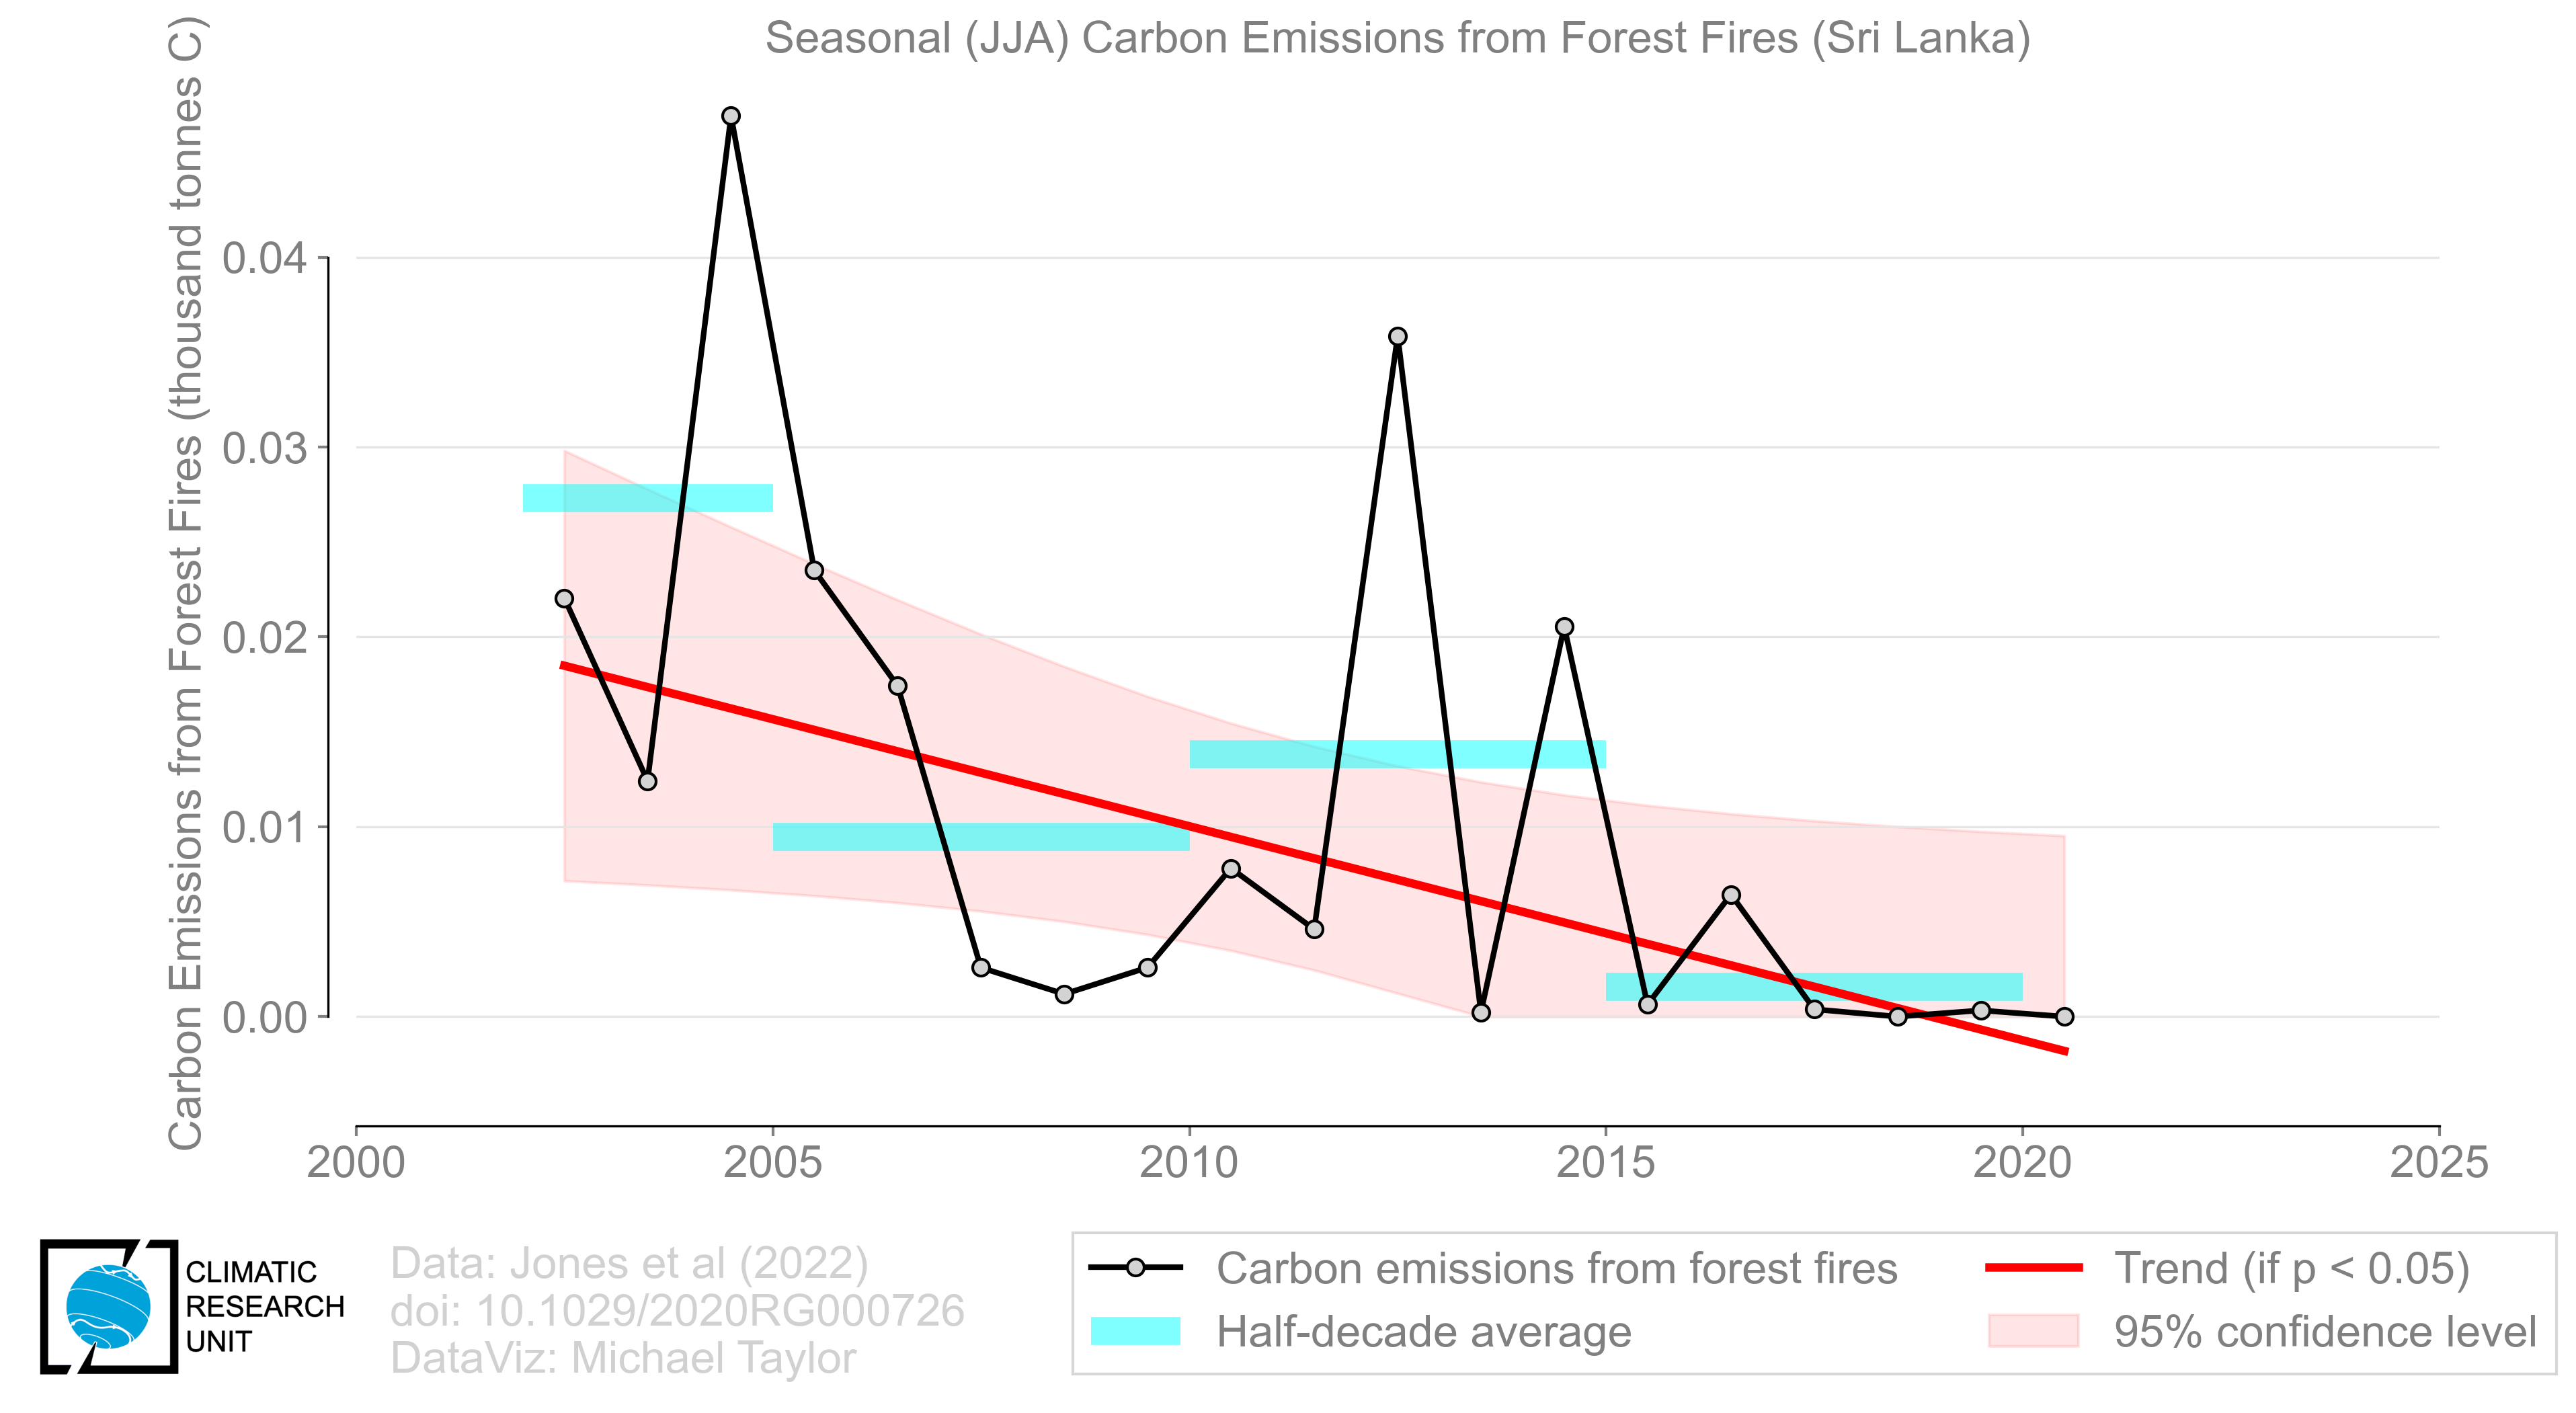 Seasonal (JJA) Carbon Emissions from Forest Fires (Sri Lanka)
Carbon Emissions from Forest Fires (thousand tonnes C)
0.04
0.03
0.02
0.01
0.00
2000 2005 2010 2015 2020 2025
CLIMATIC
RESEARCH
UNIT
Data: Jones et al (2022)
doi: 10.1029/2020RG000726
DataViz: Michael Taylor
Carbon emissions from forest fires
Half-decade average
Trend (if p < 0.05)
95% confidence level